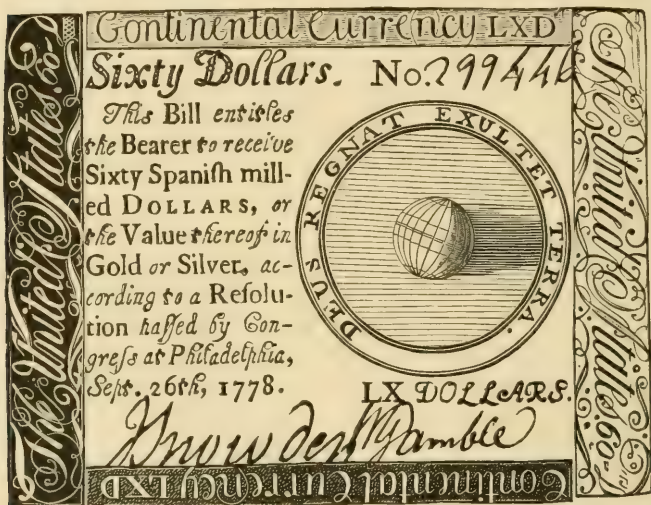 Continental Currency LXD
Sixty Dollars. No. 299446
This Bill entitles
the Bearer to receive
Sixty Spaniſh mill-
ed DOLLARS, or
the Value thereof in
Gold or Silver, ac-
cording to a Reſolu-
tion paſſed by Con-
greſs at Philadelphia,
Sept. 26th, 1778.
DEUS REGNAT EXULTET TERRA.
LX DOLLARS.
Snowden W Gamble
The United States. 60-
The United States. 60-
Continental Currency LXD